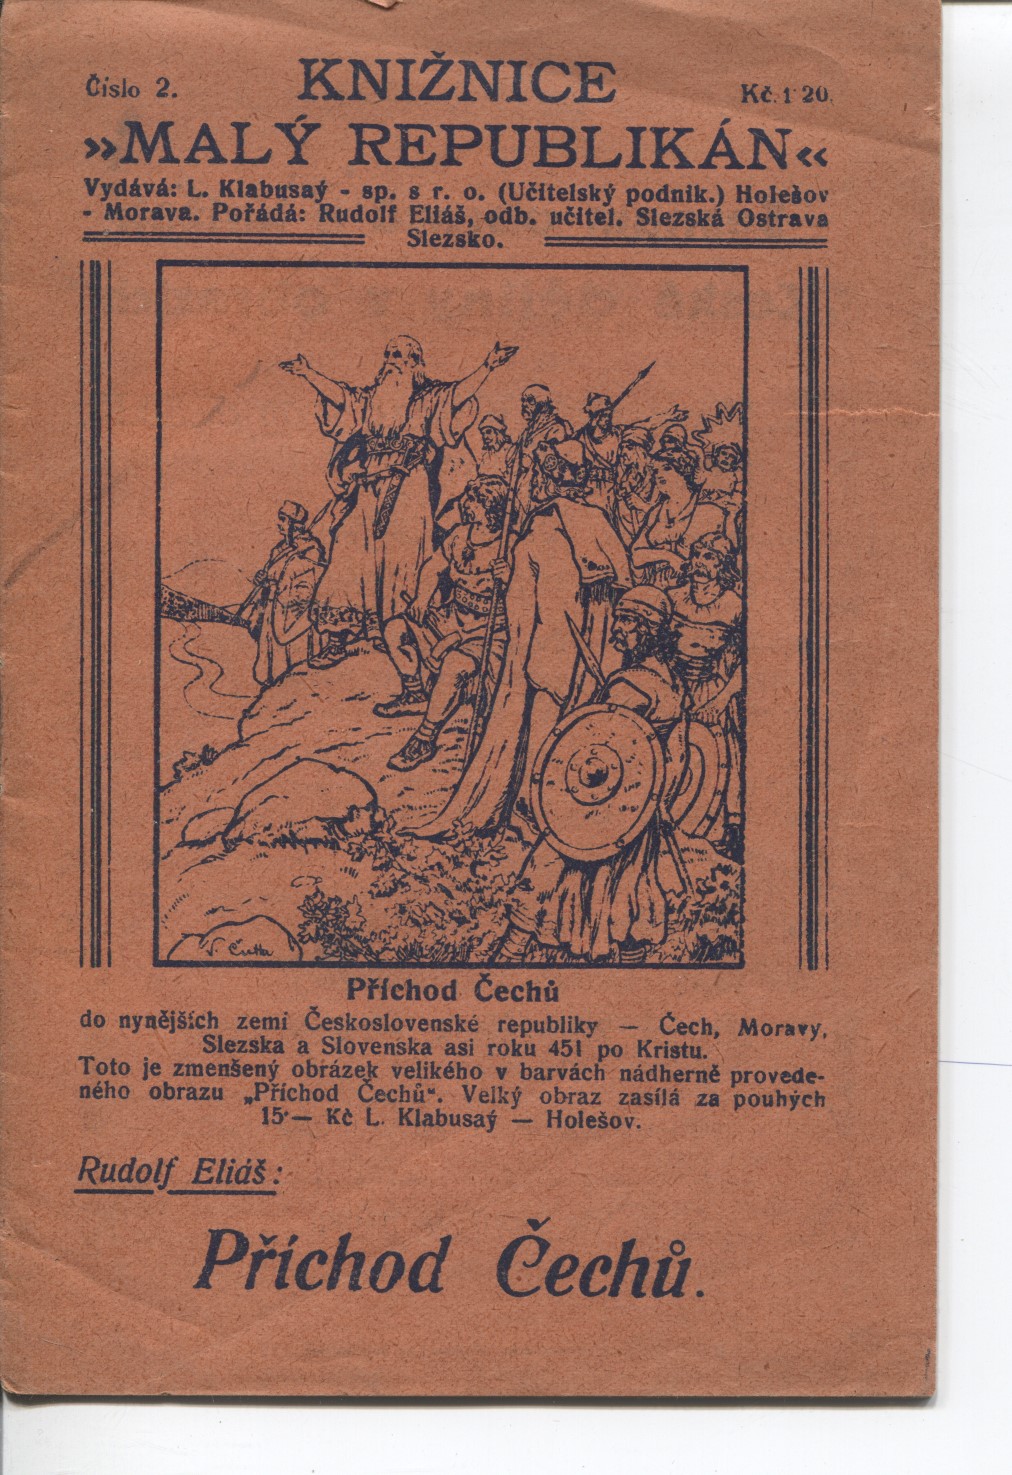 Číslo 2.
KNIŽNICE
Kč. 1·20.
»MALÝ REPUBLIKÁN«
Vydává: L. Klabusaý - sp. s r. o. (Učitelský podnik.) Holešov
- Morava. Pořádá: Rudolf Eliáš, odb. učitel. Slezská Ostrava
Slezsko.
Příchod Čechů
do nynějších zemí Československé republiky — Čech, Moravy,
Slezska a Slovenska asi roku 451 po Kristu.
Toto je zmenšený obrázek velikého v barvách nádherně provede-
ného obrazu „Příchod Čechů“. Velký obraz zasílá za pouhých
15·— Kč L. Klabusaý — Holešov.
Rudolf Eliáš:
Příchod Čechů.